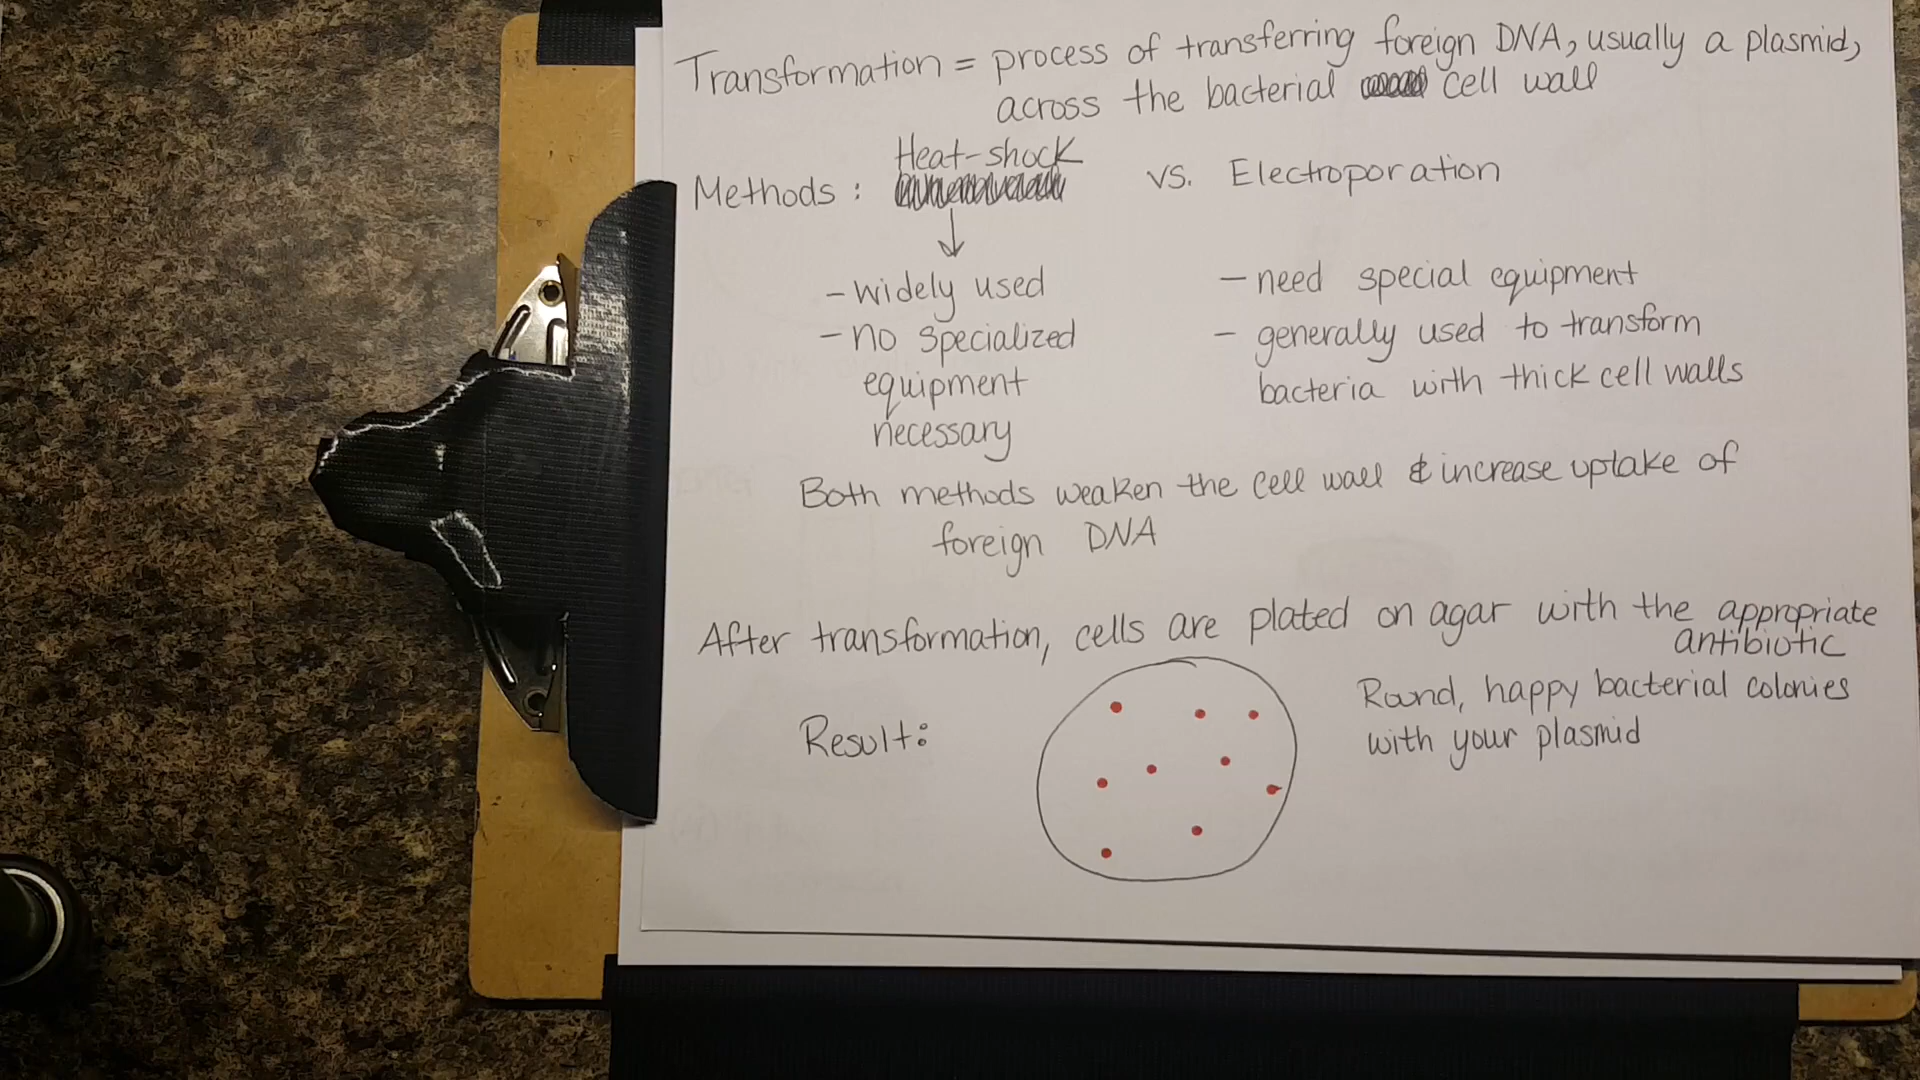 Transformation = process of transferring foreign DNA, usually a plasmid,
across the bacterial cell wall
Methods: Heat-shock vs. Electroporation
- widely used
- no specialized
equipment
necessary
- need special equipment
- generally used to transform
bacteria with thick cell walls
Both methods weaken the cell wall & increase uptake of
foreign DNA
After transformation, cells are plated on agar with the appropriate
antibiotic
Result:
Round, happy bacterial colonies
with your plasmid